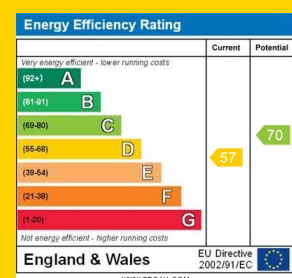 Energy Efficiency Rating
Current Potential
Very energy efficient - lower running costs
(92+) A
(81-91) B
(69-80) C
(55-68) D
(39-54) E
(21-38) F
(1-20) G
57
70
Not energy efficient - higher running costs
England & Wales
EU Directive
2002/91/EC